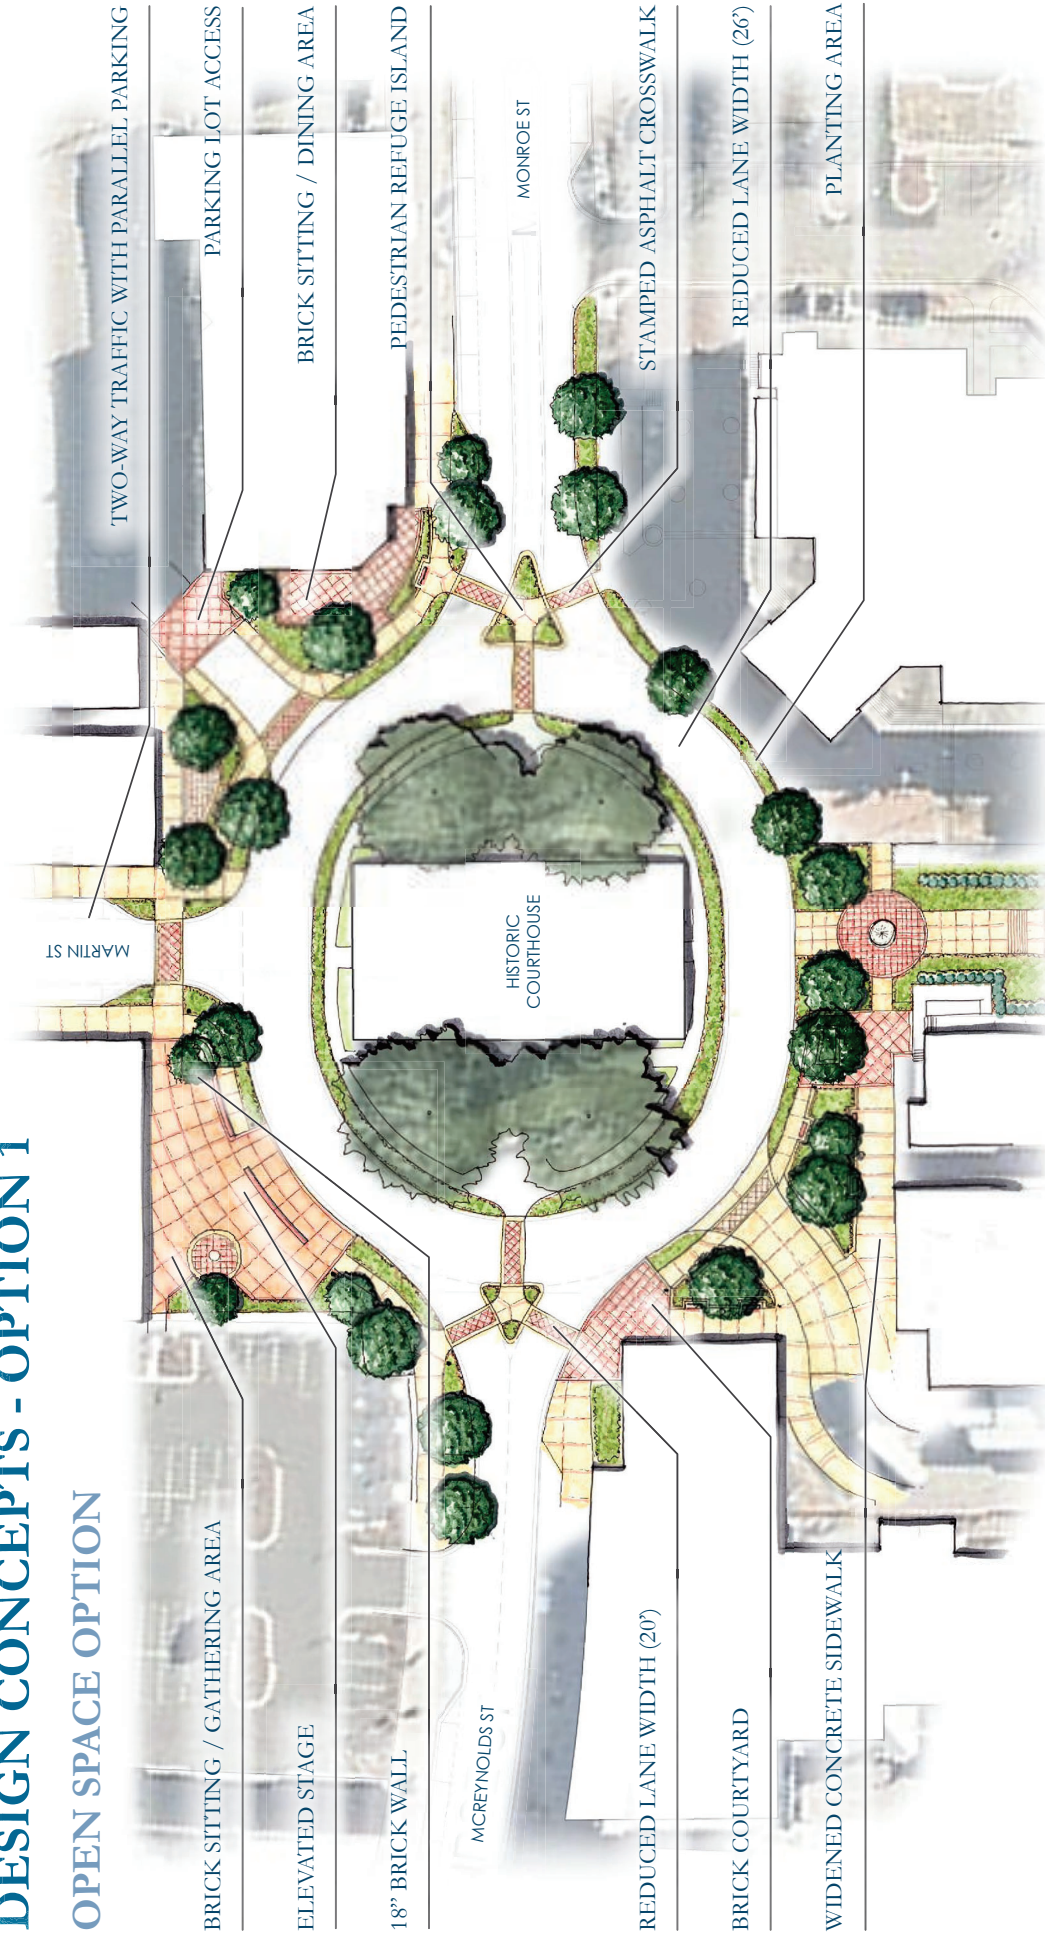 DESIGN CONCEPTS - OPTION 1
OPEN SPACE OPTION
TWO-WAY TRAFFIC WITH PARALLEL PARKING
PARKING LOT ACCESS
BRICK SITTING / DINING AREA
PEDESTRIAN REFUGE ISLAND
STAMPED ASPHALT CROSSWALK
REDUCED LANE WIDTH (26’)
PLANTING AREA
BRICK SITTING / GATHERING AREA
ELEVATED STAGE
18” BRICK WALL
REDUCED LANE WIDTH (20’)
BRICK COURTYARD
WIDENED CONCRETE SIDEWALK
MARTIN ST
MONROE ST
HISTORIC
COURTHOUSE
MCREYNOLDS ST